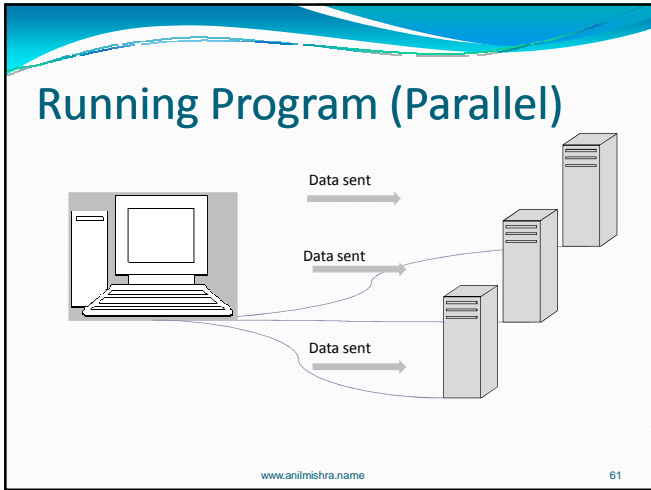 Running Program (Parallel)
Data sent
Data sent
Data sent
www.anilmishra.name
61